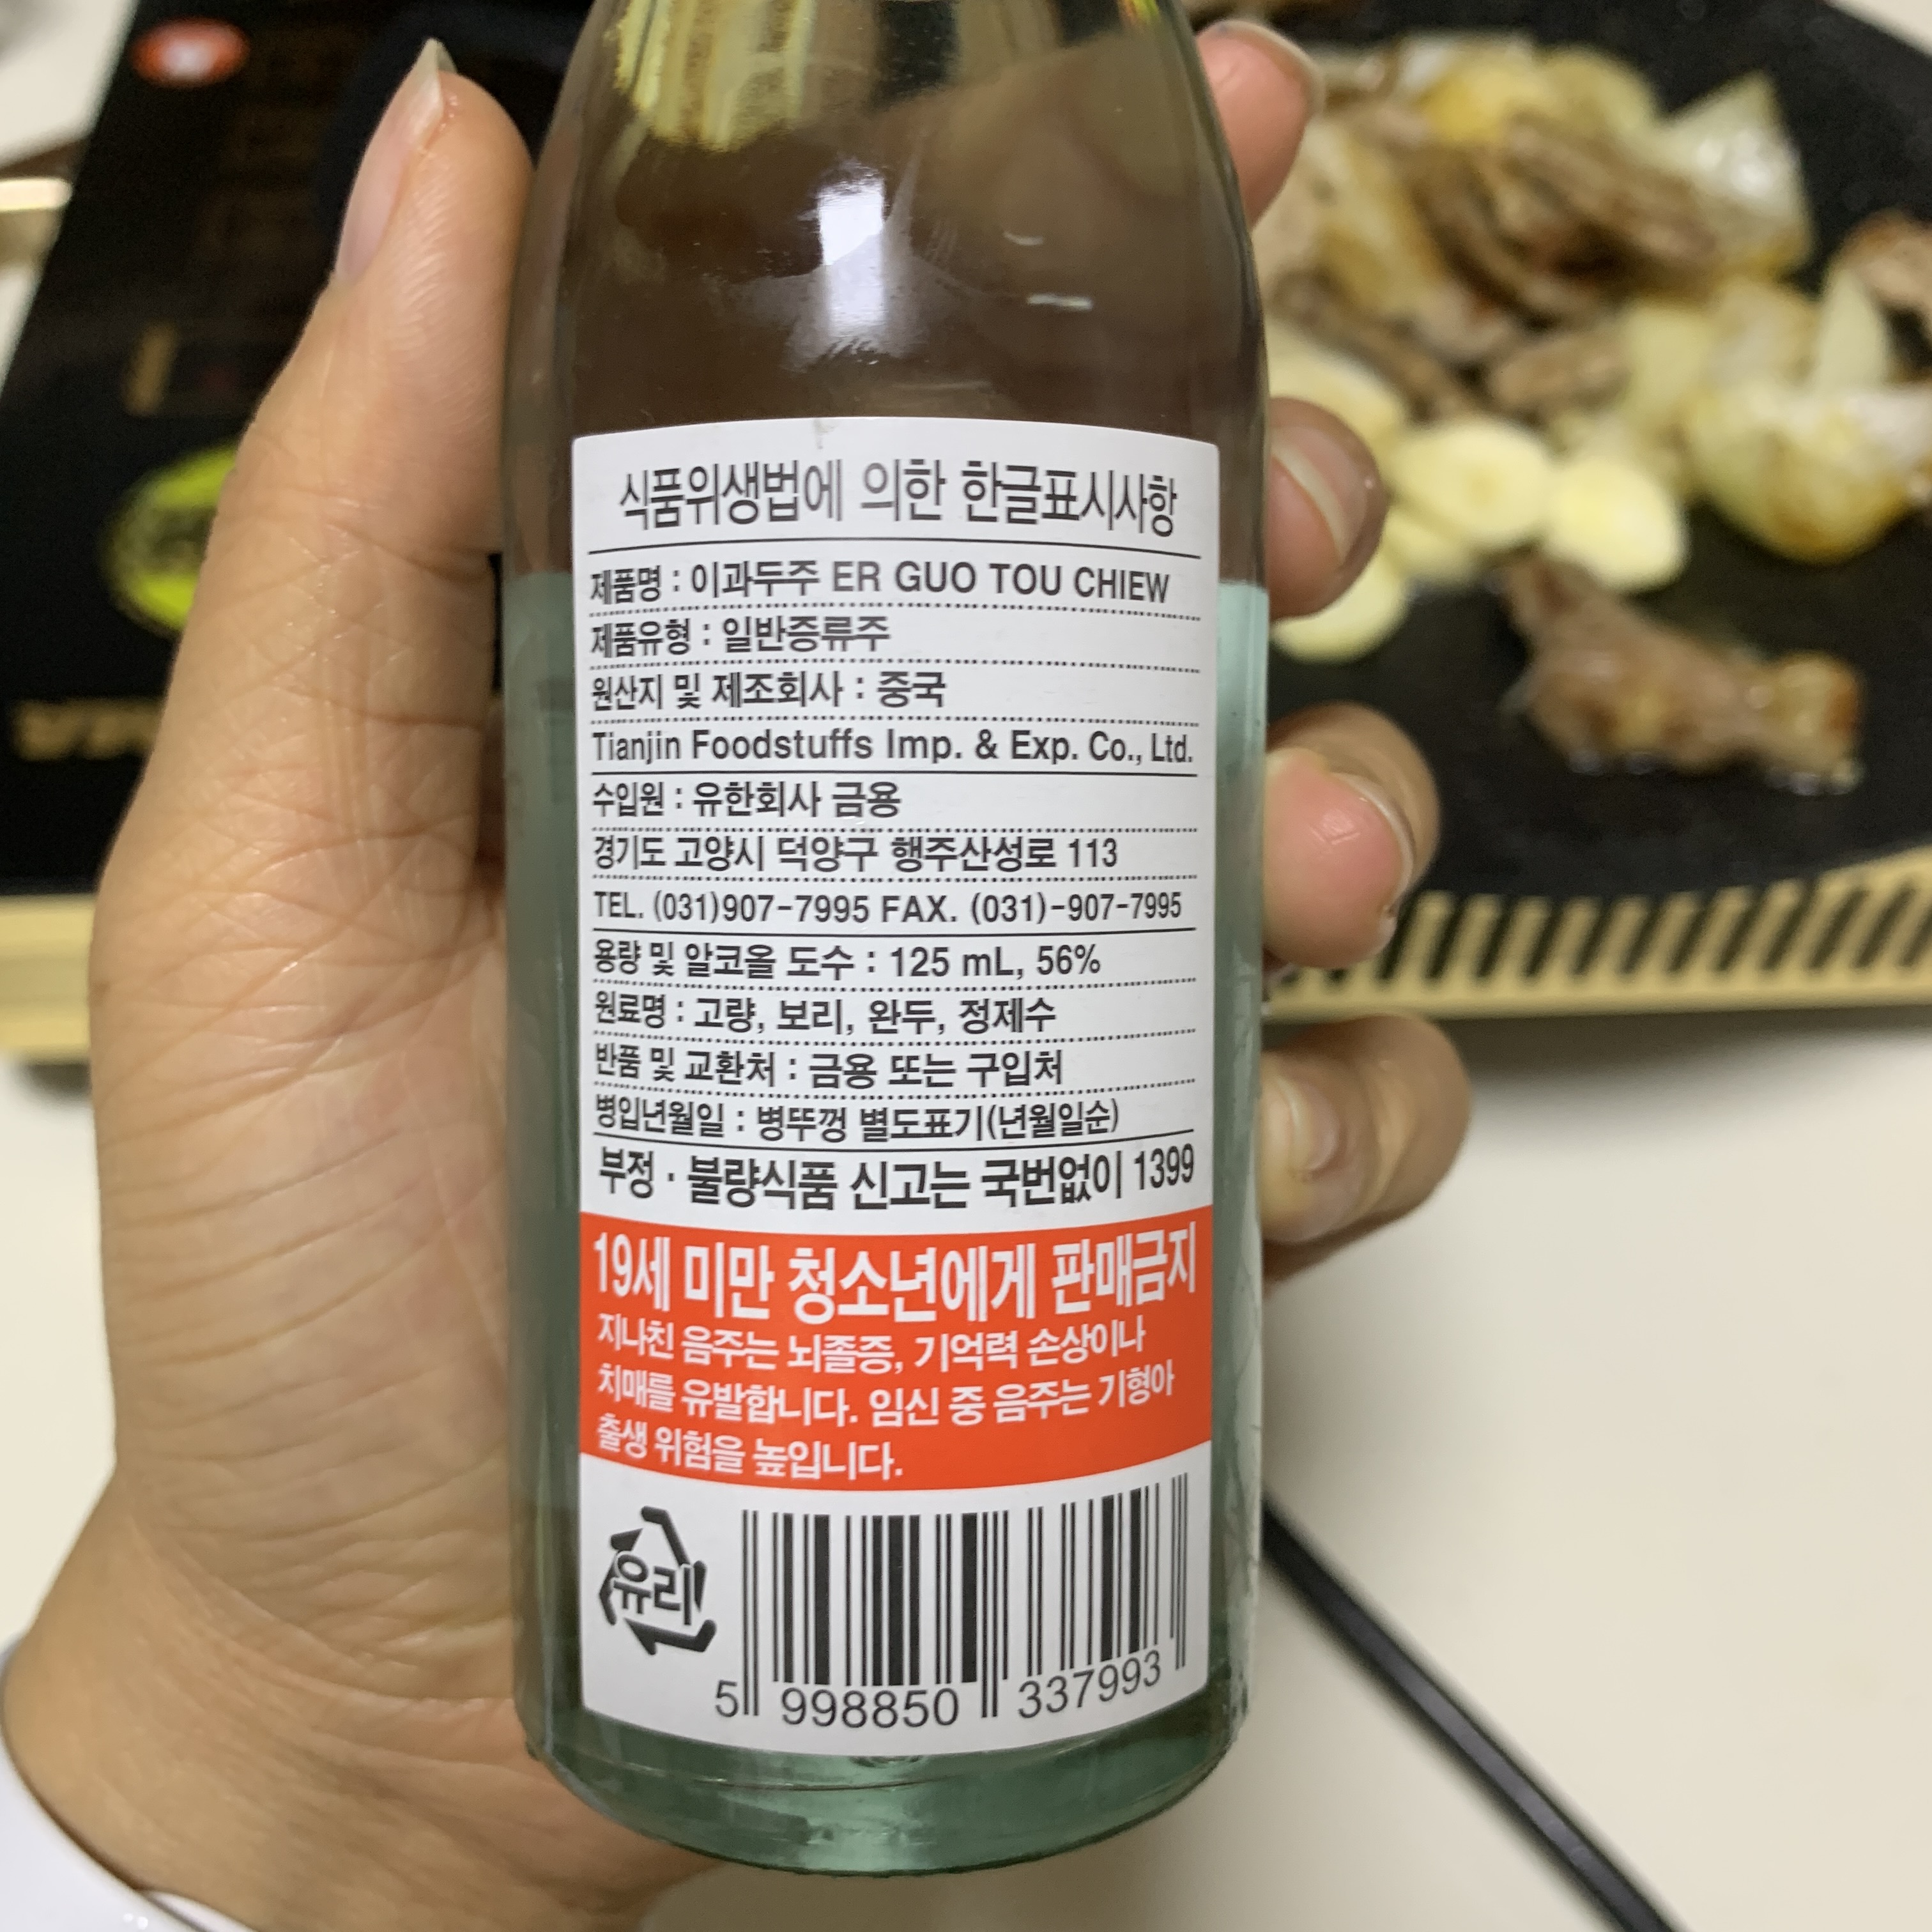 식품위생법에 의한 한글표시사항
제품명 : 이과두주 ER GUO TOU CHIEW
제품유형 : 일반증류주
원산지 및 제조회사 : 중국
Tianjin Foodstuffs Imp. & Exp. Co., Ltd.
수입원 : 유한회사 금용
경기도 고양시 덕양구 행주산성로 113
TEL. (031)907-7995 FAX. (031)-907-7995
용량 및 알코올 도수 : 125 mL, 56%
원료명 : 고량, 보리, 완두, 정제수
반품 및 교환처 : 금용 또는 구입처
병입년월일 : 병뚜껑 별도표기(년월일순)
부정 · 불량식품 신고는 국번없이 1399
19세 미만 청소년에게 판매금지
지나친 음주는 뇌졸증, 기억력 손상이나
치매를 유발합니다. 임신 중 음주는 기형아
출생 위험을 높입니다.
유리
5 998850 337993